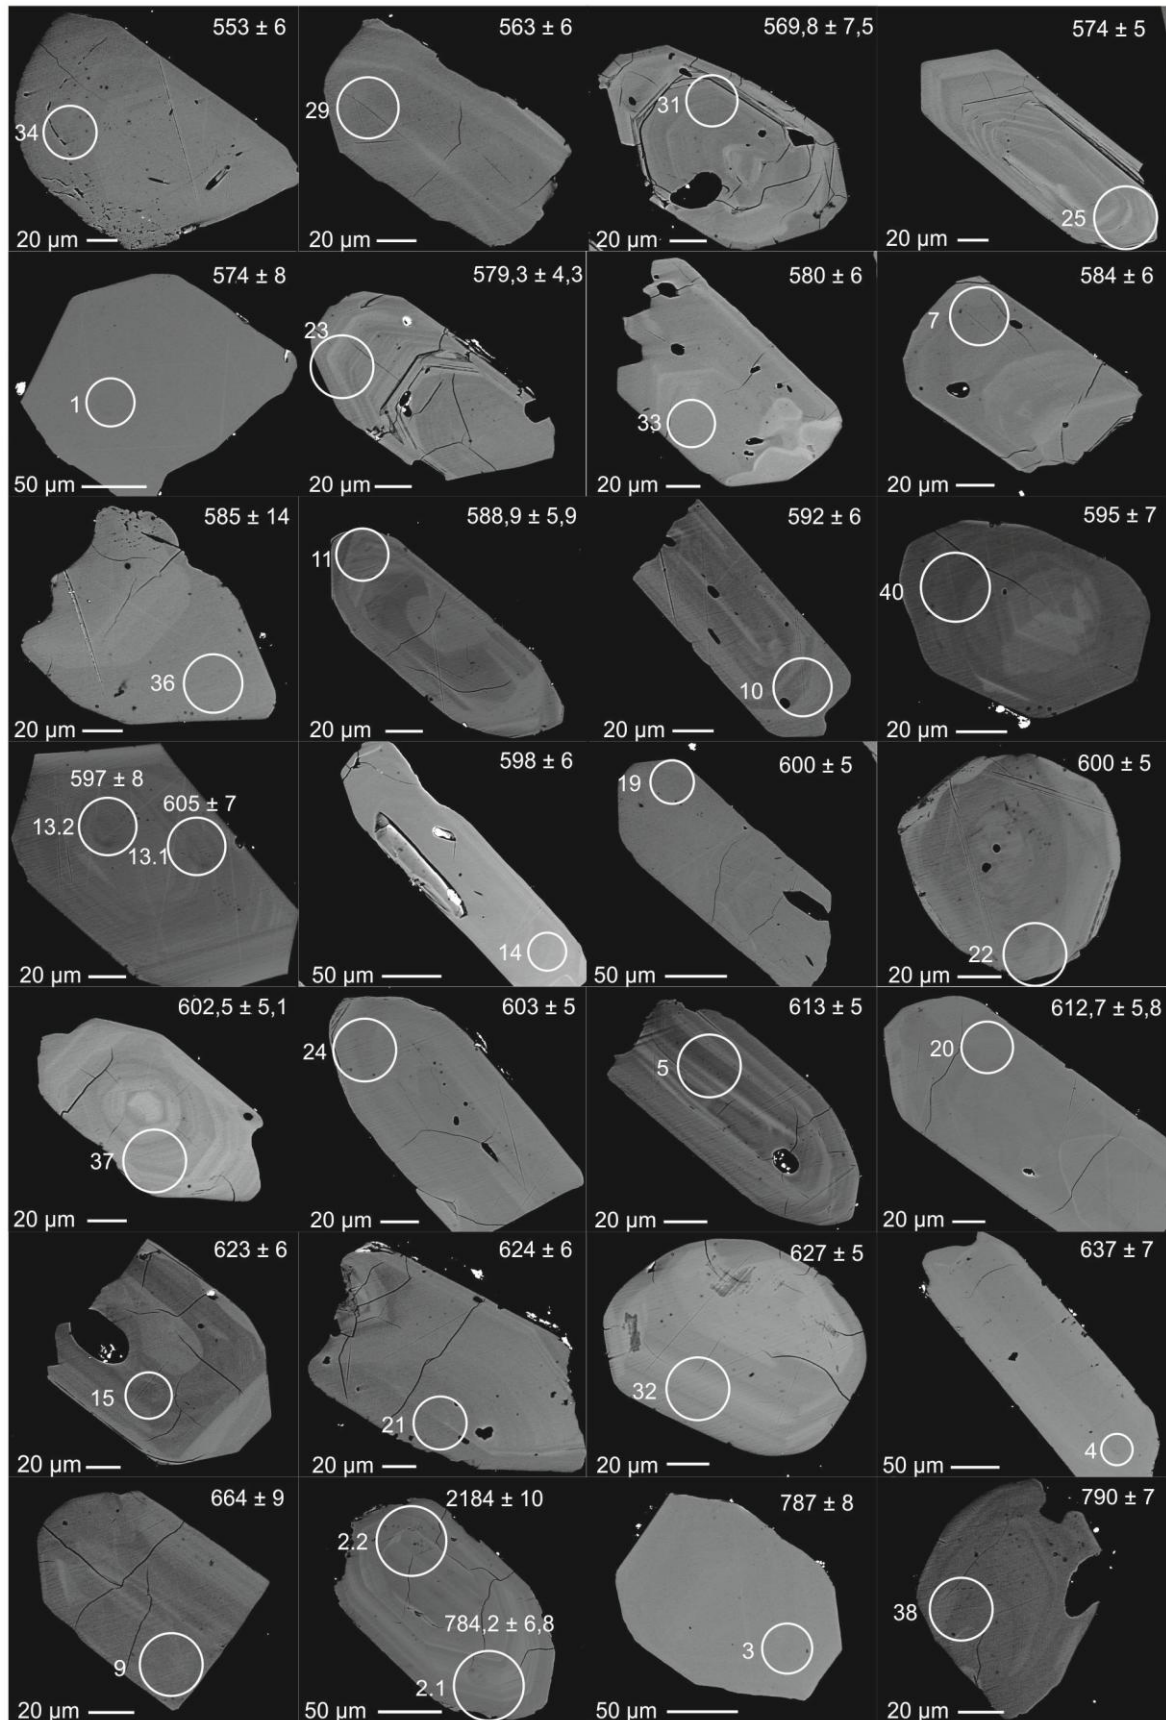 553 ± 6
34
20 µm
563 ± 6
29
20 µm
569,8 ± 7,5
31
20 µm
574 ± 5
25
20 µm
574 ± 8
1
50 µm
579,3 ± 4,3
23
20 µm
580 ± 6
33
20 µm
584 ± 6
7
20 µm
585 ± 14
36
20 µm
588,9 ± 5,9
11
20 µm
592 ± 6
10
20 µm
595 ± 7
40
20 µm
597 ± 8
605 ± 7
13.2
13.1
20 µm
598 ± 6
14
50 µm
600 ± 5
19
50 µm
600 ± 5
22
20 µm
602,5 ± 5,1
37
20 µm
603 ± 5
24
20 µm
613 ± 5
5
20 µm
612,7 ± 5,8
20
20 µm
623 ± 6
15
20 µm
624 ± 6
21
20 µm
627 ± 5
32
20 µm
637 ± 7
4
50 µm
664 ± 9
9
20 µm
2184 ± 10
2.2
784,2 ± 6,8
2.1
50 µm
787 ± 8
3
50 µm
790 ± 7
38
20 µm